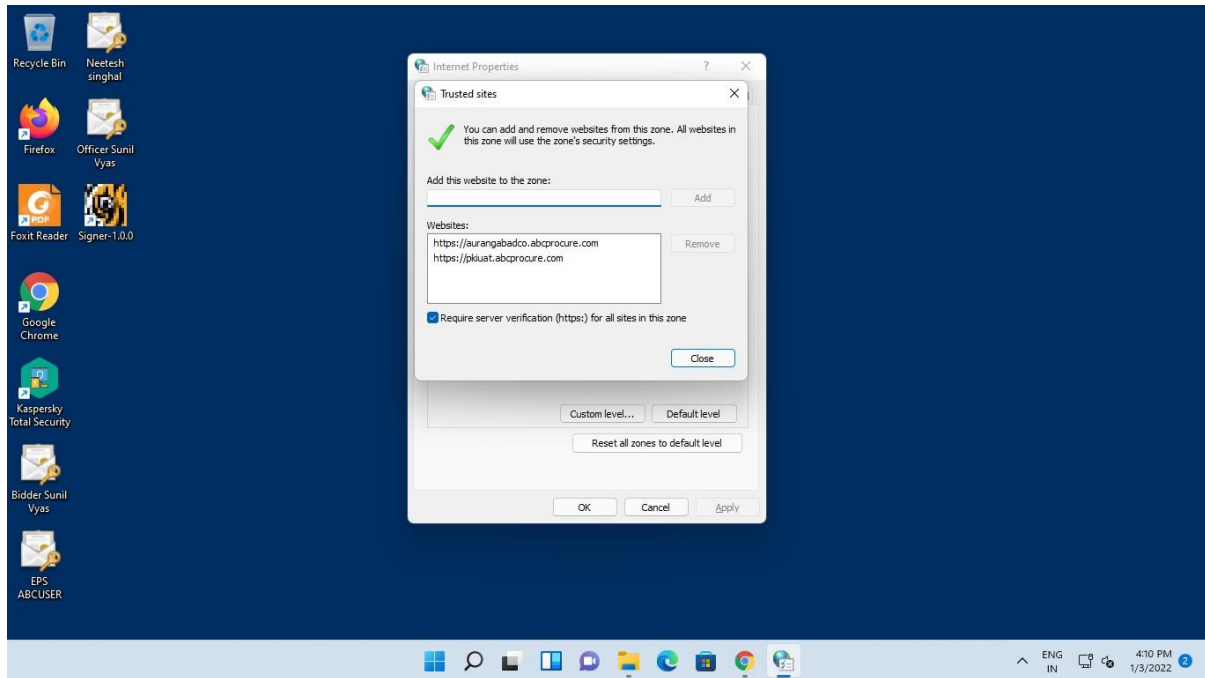 Recycle Bin
Neetesh
singhal
Firefox
Officer Sunil
Vyas
PDF
Foxit Reader
Signer-1.0.0
Google
Chrome
Kaspersky
Total Security
Bidder Sunil
Vyas
EPS
ABCUSER
Internet Properties
?
Trusted sites
You can add and remove websites from this zone. All websites in
this zone will use the zone's security settings.
Add this website to the zone:
Add
Websites:
https://aurangabadco.abcprocure.com
https://pkiuat.abcprocure.com
Remove
Require server verification (https:) for all sites in this zone
Close
Custom level...
Default level
Reset all zones to default level
OK
Cancel
Apply
ENG
IN
4:10 PM
1/3/2022
2